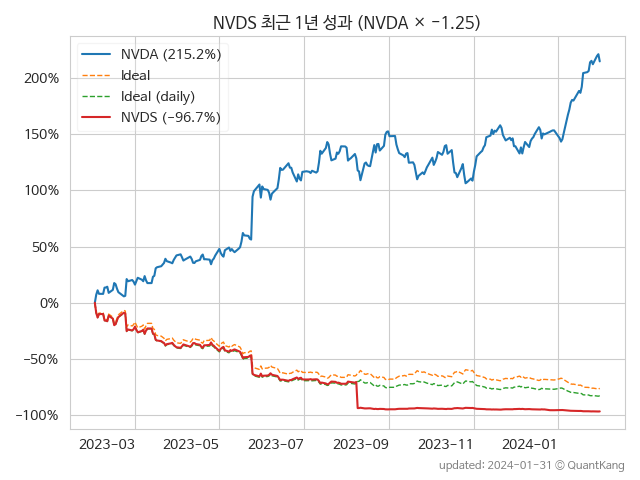 NVDS 최근 1년 성과 (NVDA × −1.25)
NVDA (215.2%)
Ideal
Ideal (daily)
NVDS (−96.7%)
200%
150%
100%
50%
0%
−50%
−100%
2023-03 2023-05 2023-07 2023-09 2023-11 2024-01
updated: 2024-01-31 © QuantKang